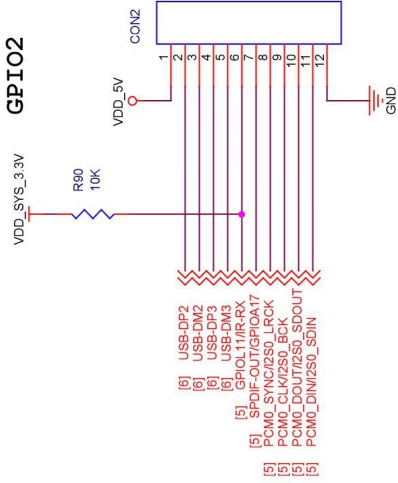 GPIO2
CON2
1
2
3
4
5
6
7
8
9
10
11
12
VDD_5V
GND
VDD_SYS_3.3V
R90
10K
[6] USB-DP2
[6] USB-DM2
[6] USB-DP3
[6] USB-DM3
[5] GPIOL11/IR-RX
[5] SPDIF-OUT/GPIOA17
[5] PCM0_SYNC/I2S0_LRCK
[5] PCM0_CLK/I2S0_BCK
[5] PCM0_DOUT/I2S0_SDOUT
[5] PCM0_DIN/I2S0_SDIN